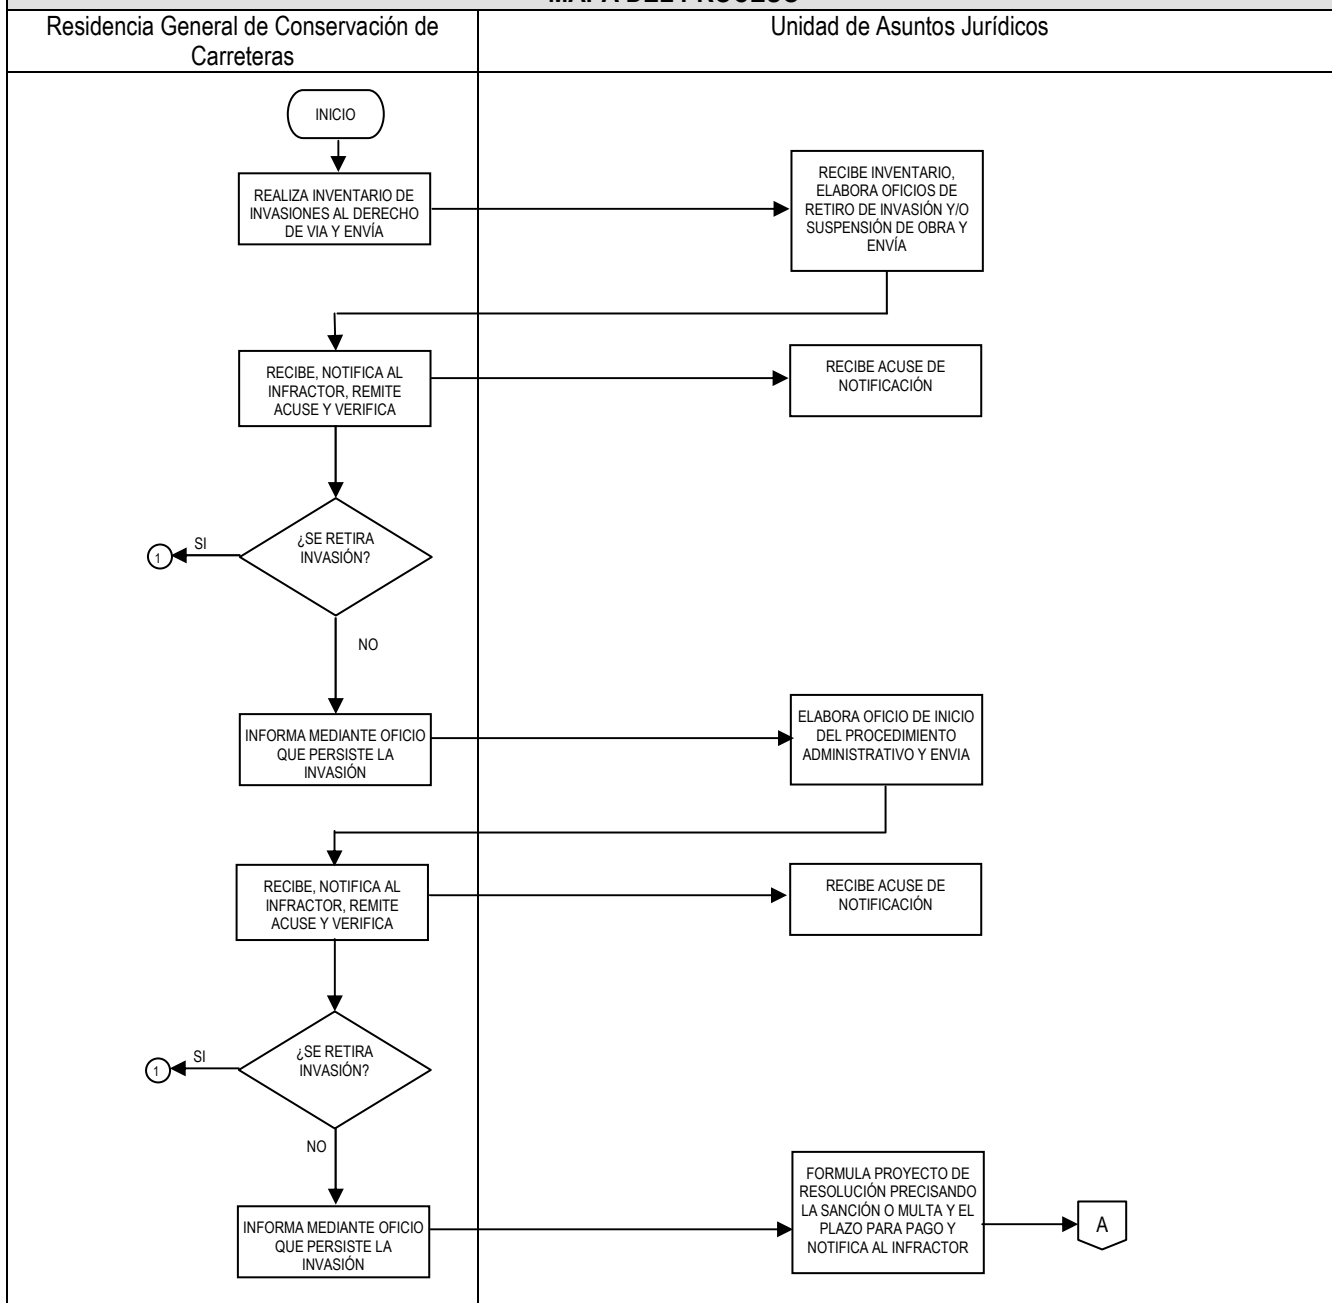 Residencia General de Conservación de
Carreteras
Unidad de Asuntos Jurídicos
INICIO
REALIZA INVENTARIO DE
INVASIONES AL DERECHO
DE VIA Y ENVÍA
RECIBE INVENTARIO,
ELABORA OFICIOS DE
RETIRO DE INVASIÓN Y/O
SUSPENSIÓN DE OBRA Y
ENVÍA
RECIBE, NOTIFICA AL
INFRACTOR, REMITE
ACUSE Y VERIFICA
RECIBE ACUSE DE
NOTIFICACIÓN
¿SE RETIRA
INVASIÓN?
SI
1
NO
INFORMA MEDIANTE OFICIO
QUE PERSISTE LA
INVASIÓN
ELABORA OFICIO DE INICIO
DEL PROCEDIMIENTO
ADMINISTRATIVO Y ENVIA
RECIBE, NOTIFICA AL
INFRACTOR, REMITE
ACUSE Y VERIFICA
RECIBE ACUSE DE
NOTIFICACIÓN
¿SE RETIRA
INVASIÓN?
SI
1
NO
INFORMA MEDIANTE OFICIO
QUE PERSISTE LA
INVASIÓN
FORMULA PROYECTO DE
RESOLUCIÓN PRECISANDO
LA SANCIÓN O MULTA Y EL
PLAZO PARA PAGO Y
NOTIFICA AL INFRACTOR
A